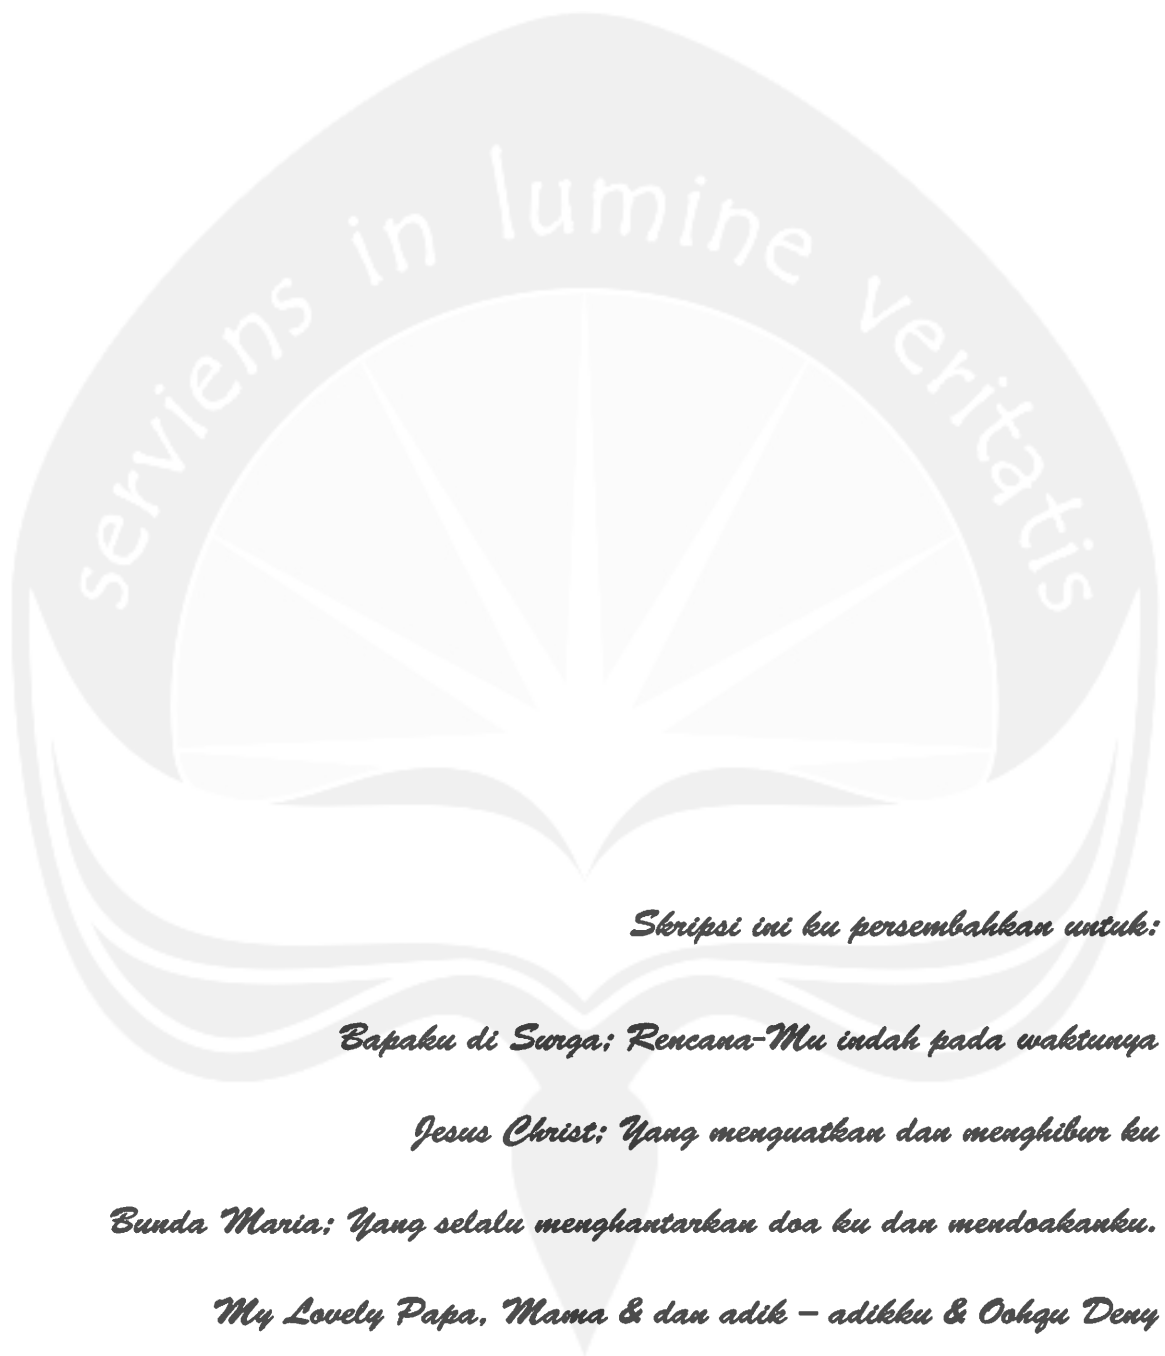 serviens in lumine veritatis
Skripsi ini ku persembahkan untuk:
Bapaku di Surga; Rencana-Mu indah pada waktunya
Jesus Christ; Yang menguatkan dan menghibur ku
Bunda Maria; Yang selalu menghantarkan doa ku dan mendoakanku.
My Lovely Papa, Mama & dan adik – adikku & Oohqu Deny